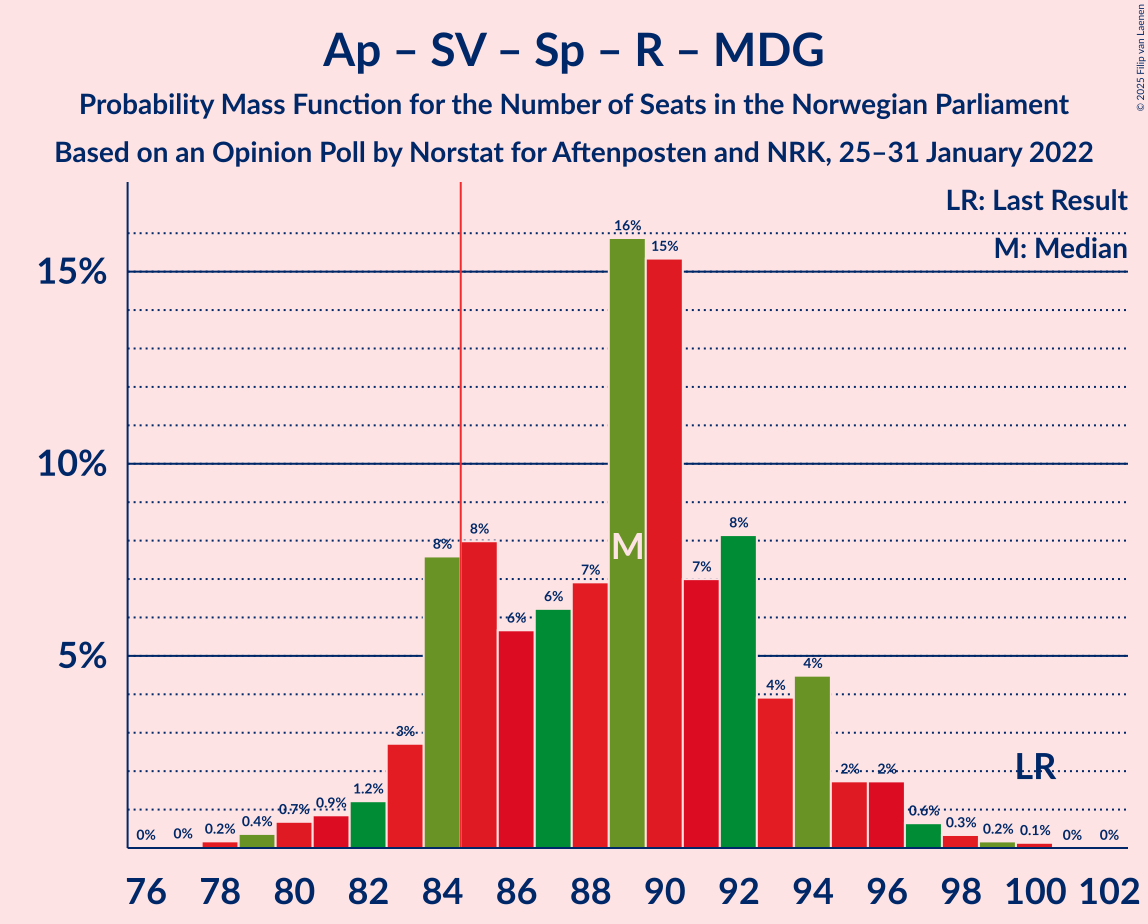 Ap – SV – Sp – R – MDG
Probability Mass Function for the Number of Seats in the Norwegian Parliament
Based on an Opinion Poll by Norstat for Aftenposten and NRK, 25–31 January 2022
© 2025 Filip van Laenen
LR: Last Result
M: Median
15%
10%
5%
0% 0% 0.2% 0.4% 0.7% 0.9% 1.2% 3% 8% 8% 6% 6% 7% 16% 15% 7% 8% 4% 4% 2% 2% 0.6% 0.3% 0.2% 0.1% 0% 0%
M
LR
76 78 80 82 84 86 88 90 92 94 96 98 100 102